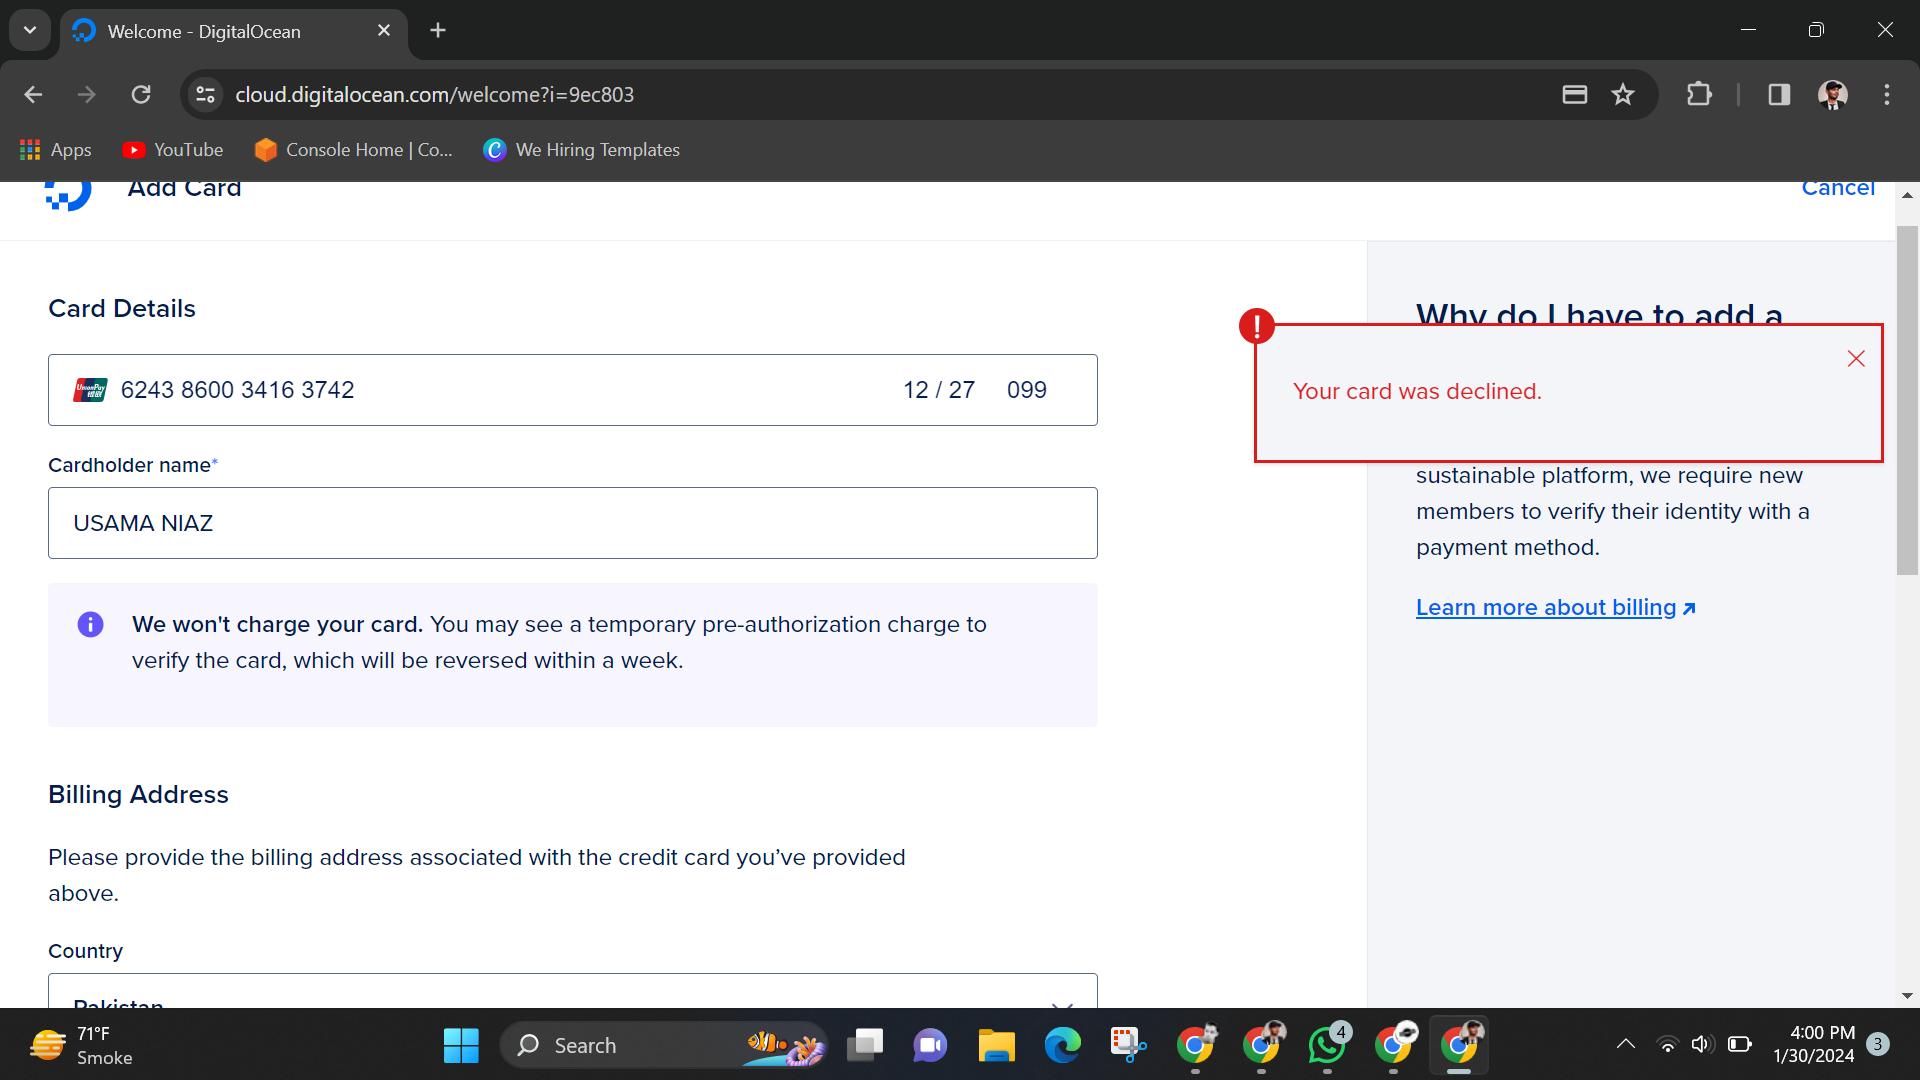 Welcome - DigitalOcean
cloud.digitalocean.com/welcome?i=9ec803
Apps
YouTube
Console Home | Co...
We Hiring Templates
Add Card
Cancel
Card Details
UnionPay
银联
6243 8600 3416 3742
12 / 27
099
Cardholder name*
USAMA NIAZ
We won't charge your card. You may see a temporary pre-authorization charge to
verify the card, which will be reversed within a week.
Billing Address
Please provide the billing address associated with the credit card you’ve provided
above.
Country
Pakistan
Why do I have to add a
Your card was declined.
sustainable platform, we require new
members to verify their identity with a
payment method.
Learn more about billing
71°F
Smoke
Search
4
4:00 PM
1/30/2024
3